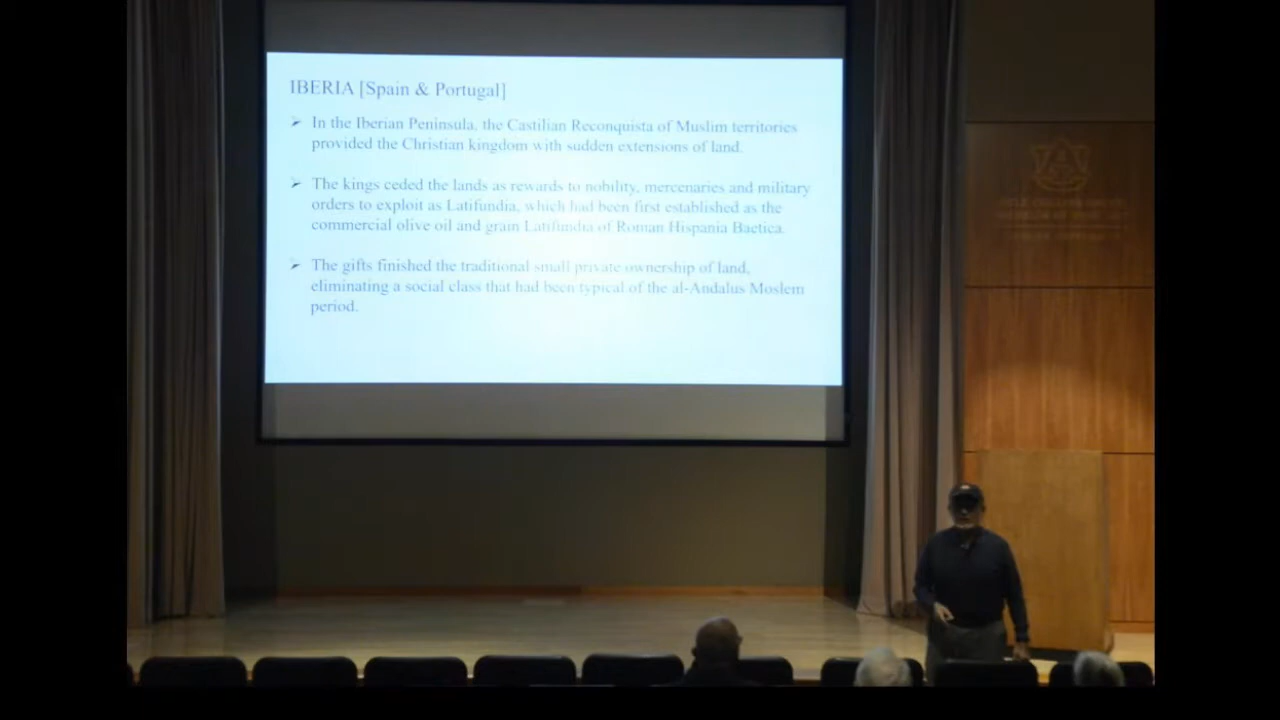 IBERIA [Spain & Portugal]
➢ In the Iberian Peninsula, the Castilian Reconquista of Muslim territories
provided the Christian kingdom with sudden extensions of land.
➢ The kings ceded the lands as rewards to nobility, mercenaries and military
orders to exploit as Latifundia, which had been first established as the
commercial olive oil and grain Latifundia of Roman Hispania Baetica.
➢ The gifts finished the traditional small private ownership of land,
eliminating a social class that had been typical of the al-Andalus Moslem
period.